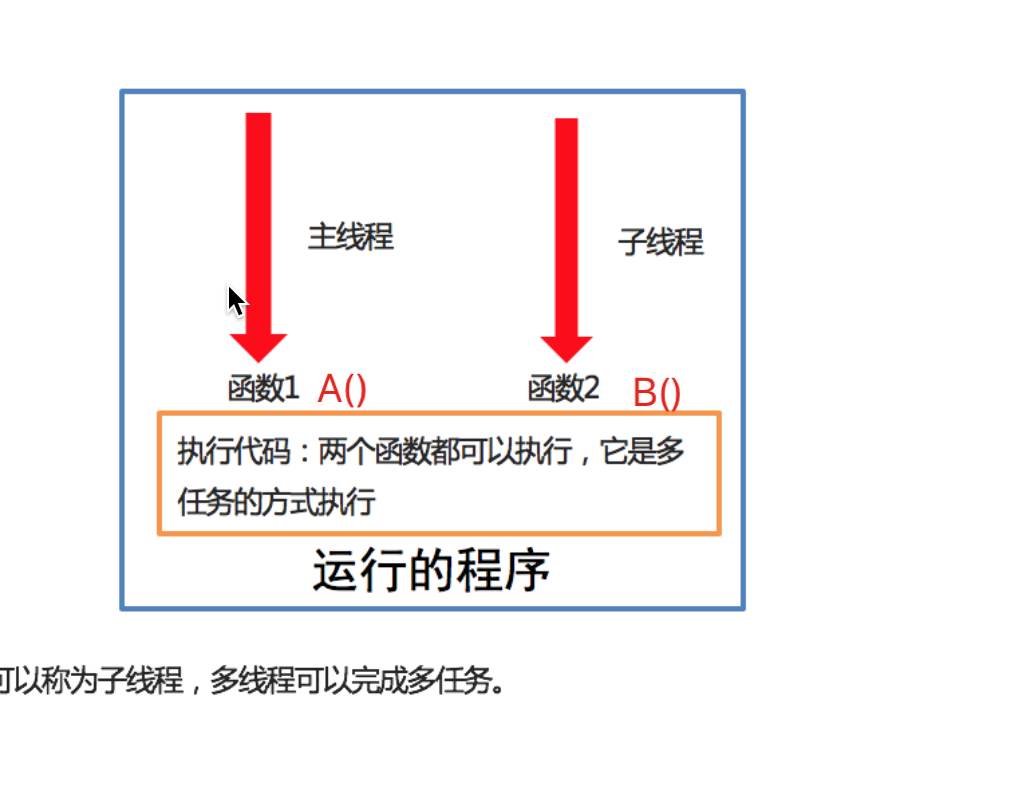 主线程
子线程
函数1 A()
函数2 B()
执行代码：两个函数都可以执行，它是多
任务的方式执行
运行的程序
可以称为子线程，多线程可以完成多任务。